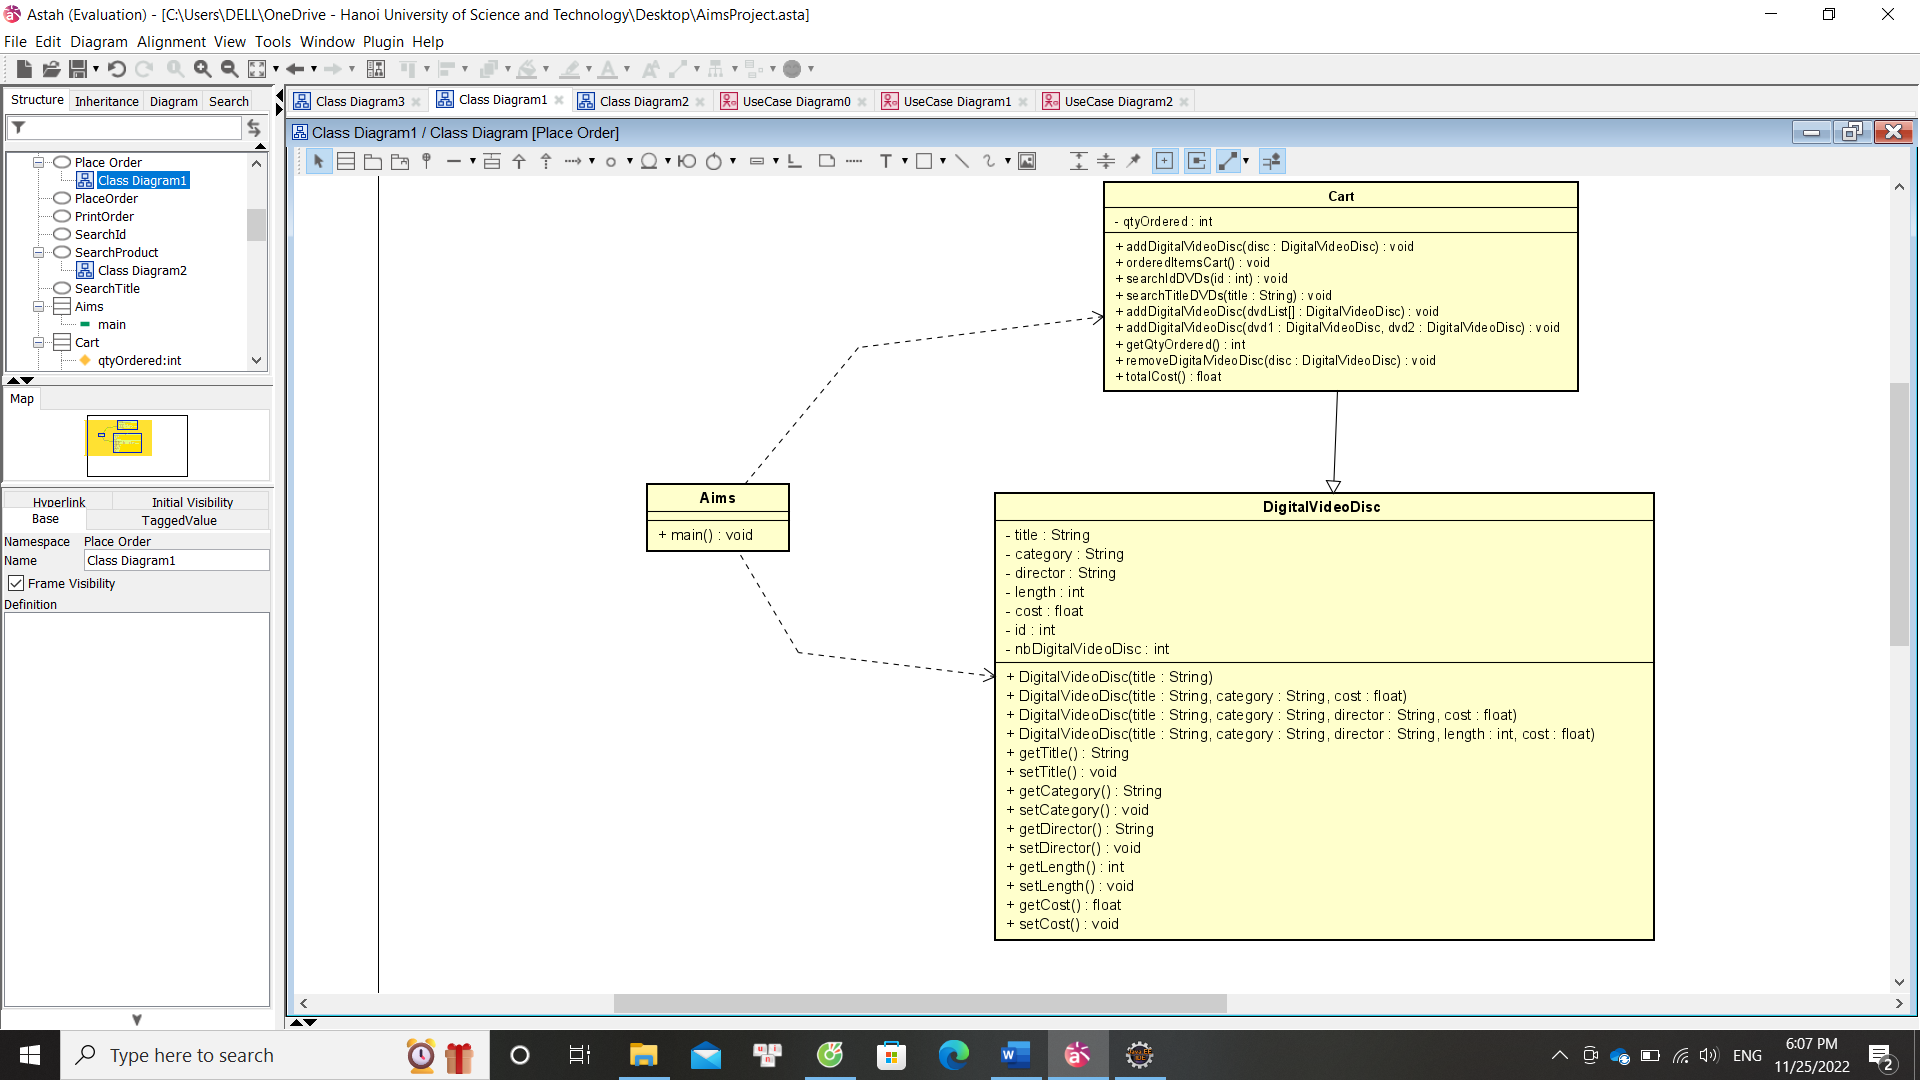 Astah (Evaluation) - [C:\Users\DELL\OneDrive - Hanoi University of Science and Technology\Desktop\AimsProject.asta]
File Edit Diagram Alignment View Tools Window Plugin Help
Structure Inheritance Diagram Search
Class Diagram3 Class Diagram1 Class Diagram2 UseCase Diagram0 UseCase Diagram1 UseCase Diagram2
Class Diagram1 / Class Diagram [Place Order]
Place Order
Class Diagram1
PlaceOrder
PrintOrder
SearchId
SearchProduct
Class Diagram2
SearchTitle
Aims
main
Cart
qtyOrdered:int
Map
Hyperlink Initial Visibility
Base TaggedValue
Namespace Place Order
Name Class Diagram1
Frame Visibility
Definition
Cart
- qtyOrdered : int
+ addDigitalVideoDisc(disc : DigitalVideoDisc) : void
+ orderedItemsCart() : void
+ searchIdDVDs(id : int) : void
+ searchTitleDVDs(title : String) : void
+ addDigitalVideoDisc(dvdList[] : DigitalVideoDisc) : void
+ addDigitalVideoDisc(dvd1 : DigitalVideoDisc, dvd2 : DigitalVideoDisc) : void
+ getQtyOrdered() : int
+ removeDigitalVideoDisc(disc : DigitalVideoDisc) : void
+ totalCost() : float
Aims
+ main() : void
DigitalVideoDisc
- title : String
- category : String
- director : String
- length : int
- cost : float
- id : int
- nbDigitalVideoDisc : int
+ DigitalVideoDisc(title : String)
+ DigitalVideoDisc(title : String, category : String, cost : float)
+ DigitalVideoDisc(title : String, category : String, director : String, cost : float)
+ DigitalVideoDisc(title : String, category : String, director : String, length : int, cost : float)
+ getTitle() : String
+ setTitle() : void
+ getCategory() : String
+ setCategory() : void
+ getDirector() : String
+ setDirector() : void
+ getLength() : int
+ setLength() : void
+ getCost() : float
+ setCost() : void
Type here to search
ENG
6:07 PM
11/25/2022
2